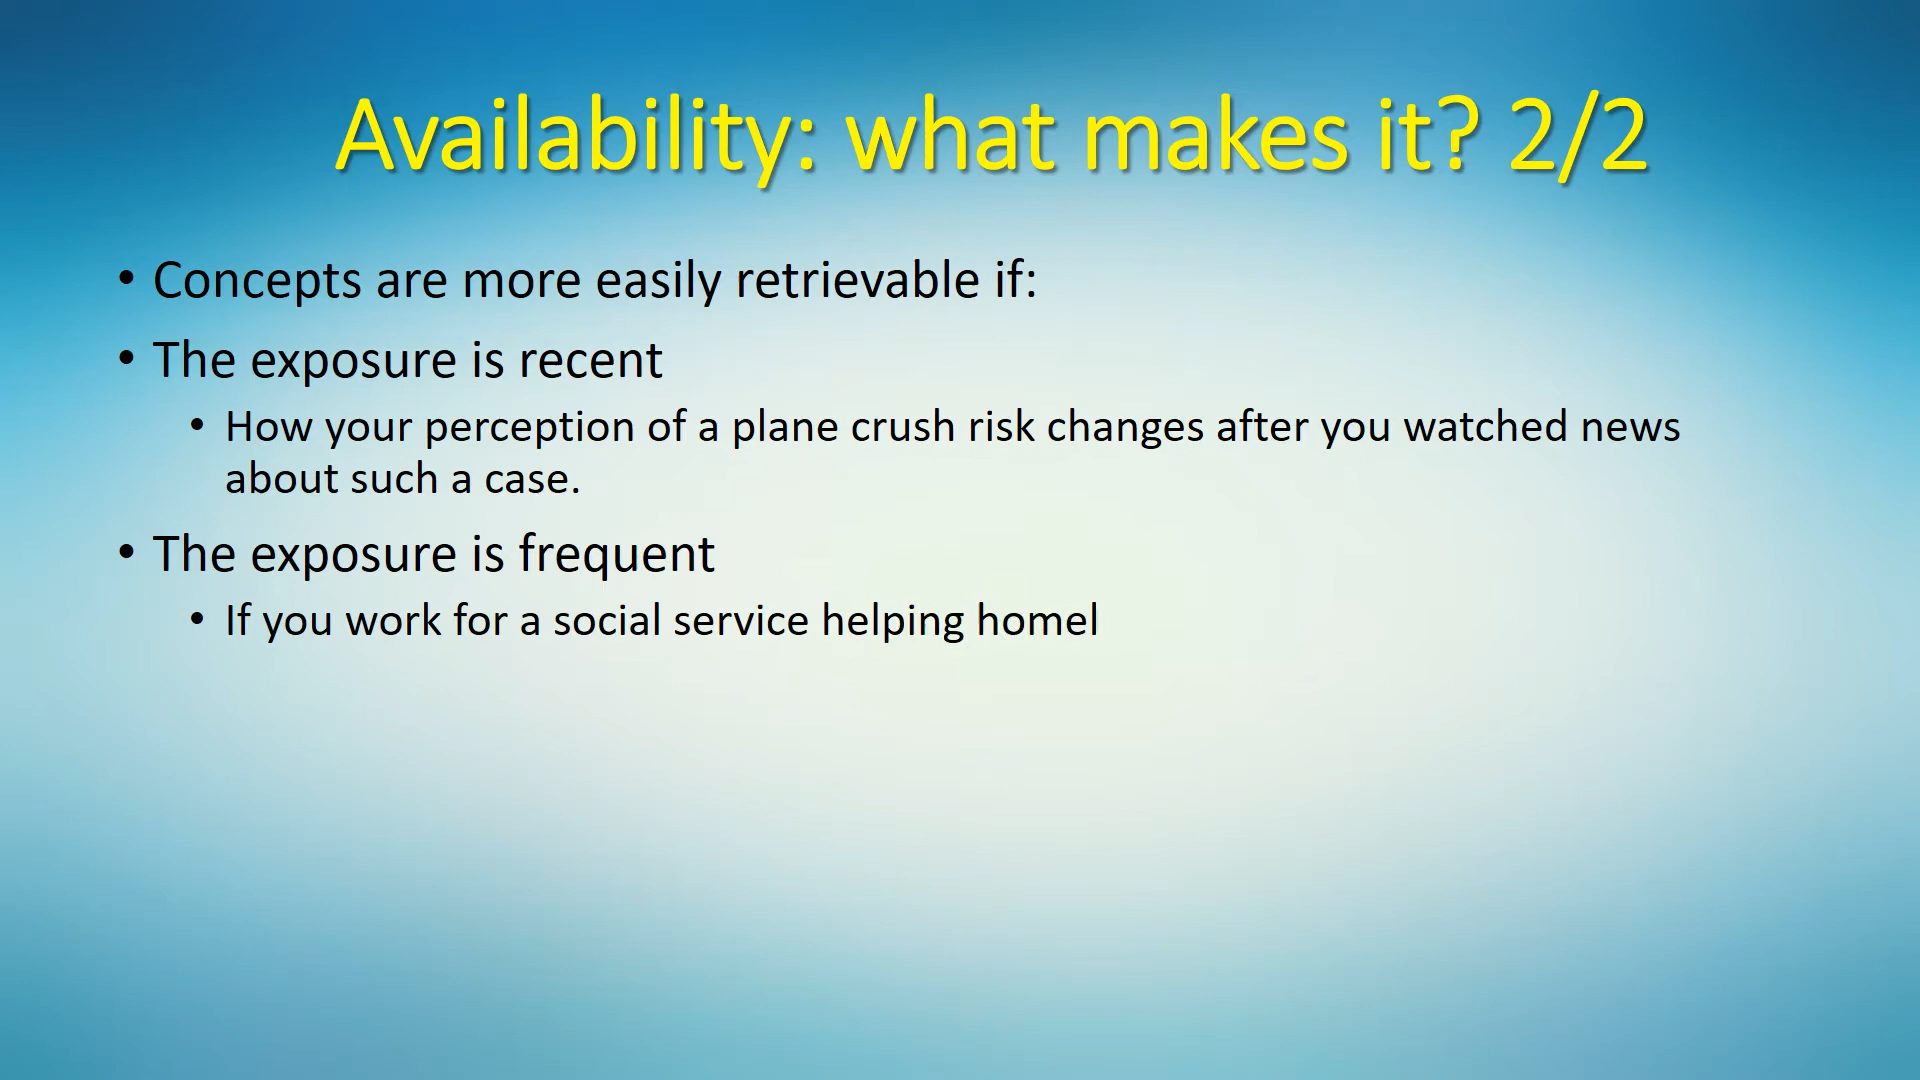 Availability: what makes it? 2/2
• Concepts are more easily retrievable if:
• The exposure is recent
• How your perception of a plane crush risk changes after you watched news
about such a case.
• The exposure is frequent
• If you work for a social service helping homel